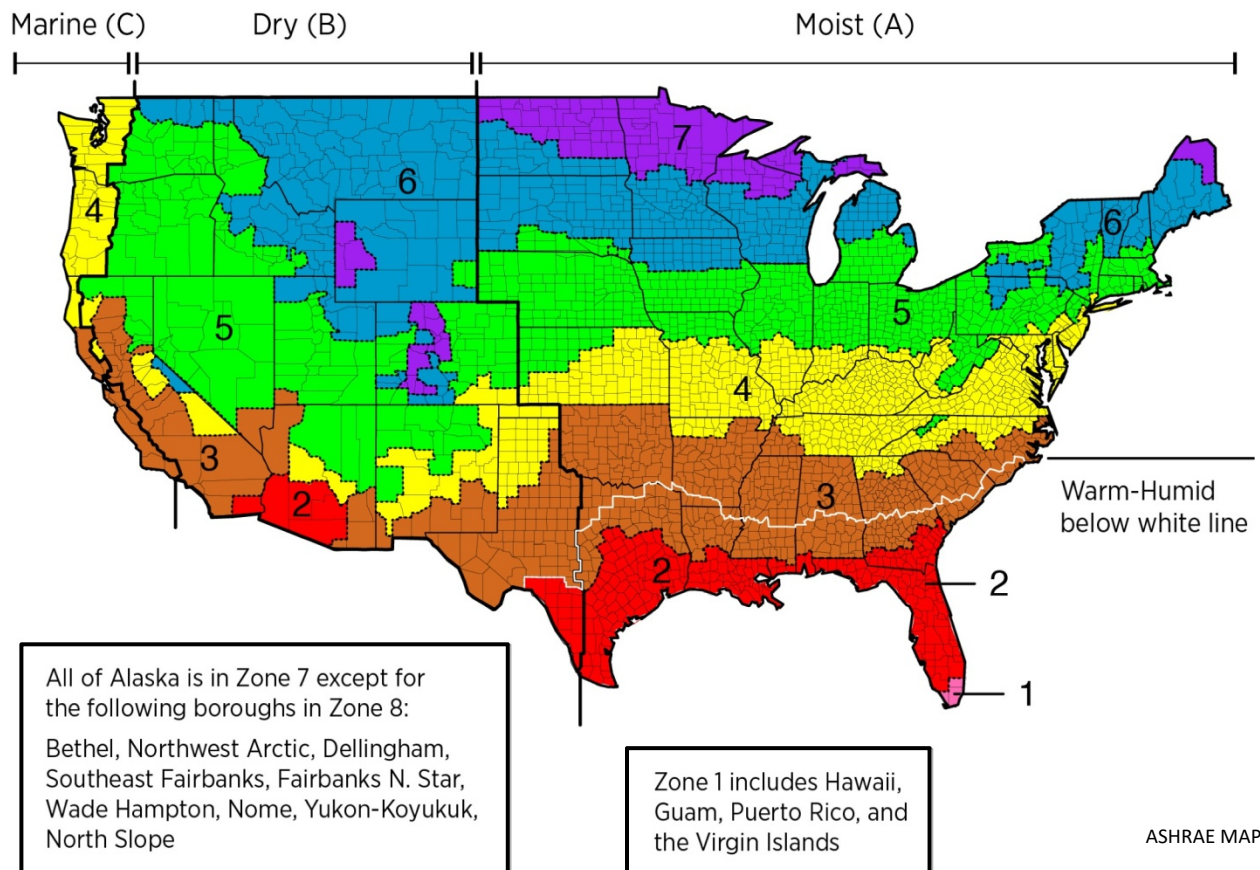 Marine (C)
Dry (B)
Moist (A)
7
6
4
6
5
5
4
3
2
3
2
Warm-Humid
below white line
2
1
All of Alaska is in Zone 7 except for
the following boroughs in Zone 8:
Bethel, Northwest Arctic, Dellingham,
Southeast Fairbanks, Fairbanks N. Star,
Wade Hampton, Nome, Yukon-Koyukuk,
North Slope
Zone 1 includes Hawaii,
Guam, Puerto Rico, and
the Virgin Islands
ASHRAE MAP